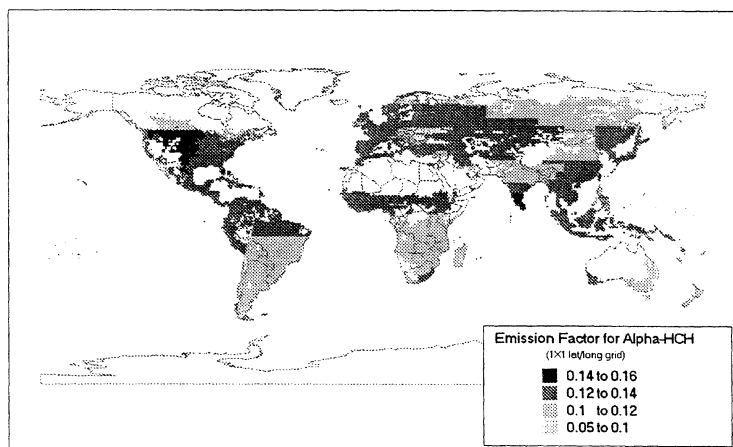 Emission Factor for Alpha-HCH
(1X1 lat/long grid)
0.14 to 0.16
0.12 to 0.14
0.1 to 0.12
0.05 to 0.1